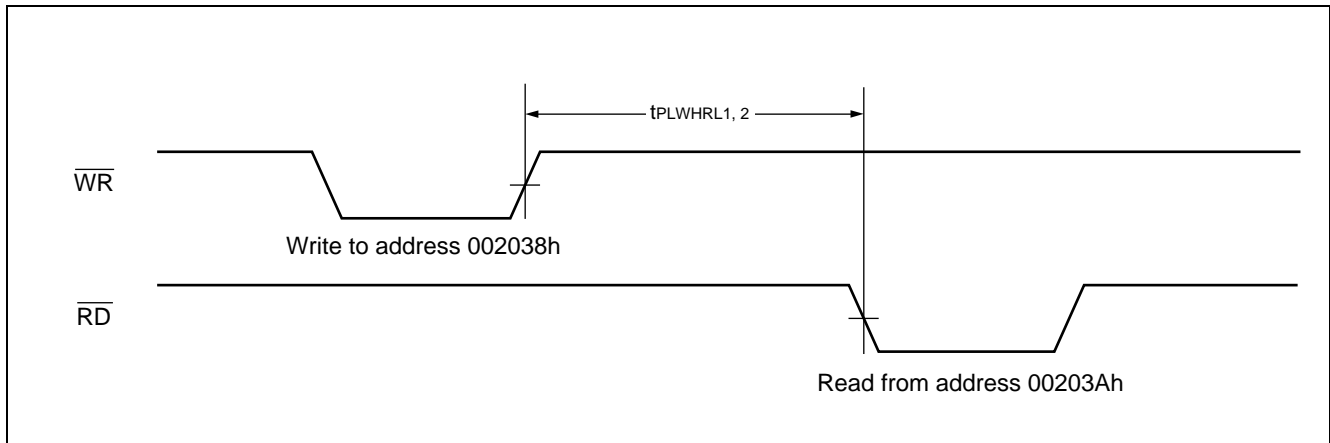 tPLWHRL1, 2
WR
Write to address 002038h
RD
Read from address 00203Ah